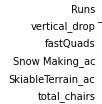 Runs
vertical_drop
fastQuads
Snow Making_ac
SkiableTerrain_ac
total_chairs